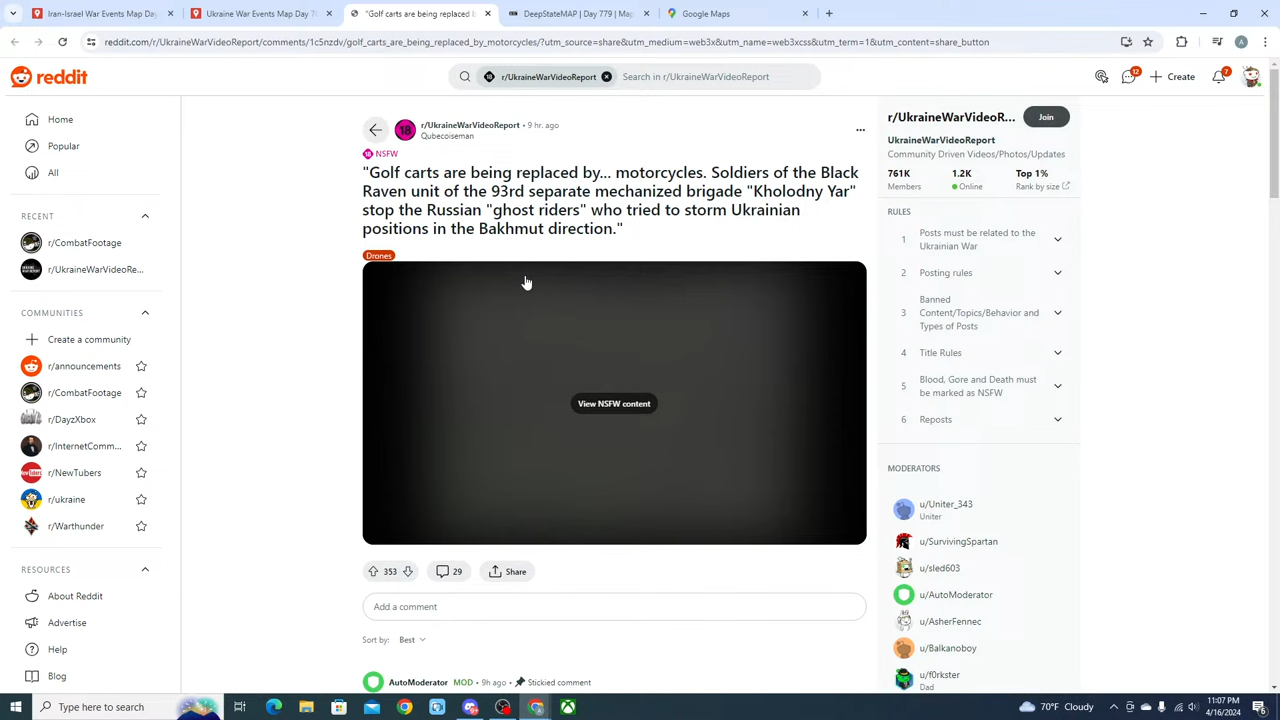 Iran-Israel War Events Map Day
Ukraine War Events Map Day 7
"Golf carts are being replaced b
DeepStateMAP | Day 779 | Map
Google Maps
reddit.com/r/UkraineWarVideoReport/comments/1c5nzdv/golf_carts_are_being_replaced_by_motorcycles/?utm_source=share&utm_medium=web3x&utm_name=web3xcss&utm_term=1&utm_content=share_button
A
reddit
r/UkraineWarVideoReport
Search in r/UkraineWarVideoReport
12
Create
7
Home
Popular
All
RECENT
r/CombatFootage
r/UkraineWarVideoRe...
COMMUNITIES
Create a community
r/announcements
r/CombatFootage
r/DayzXbox
r/InternetComm...
r/NewTubers
r/ukraine
r/Warthunder
RESOURCES
About Reddit
Advertise
Help
Blog
18
r/UkraineWarVideoReport • 9 hr. ago
Qubecoiseman
NSFW
"Golf carts are being replaced by... motorcycles. Soldiers of the Black
Raven unit of the 93rd separate mechanized brigade "Kholodny Yar"
stop the Russian "ghost riders" who tried to storm Ukrainian
positions in the Bakhmut direction."
Drones
View NSFW content
353
29
Share
Add a comment
Sort by: Best
AutoModerator MOD • 9h ago • Stickied comment
r/UkraineWarVideoR...
Join
UkraineWarVideoReport
Community Driven Videos/Photos/Updates
761K 1.2K Top 1%
Members Online Rank by size
RULES
1 Posts must be related to the
Ukrainian War
2 Posting rules
3 Banned
Content/Topics/Behavior and
Types of Posts
4 Title Rules
5 Blood, Gore and Death must
be marked as NSFW
6 Reposts
MODERATORS
u/Uniter_343
Uniter
u/SurvivingSpartan
u/sled603
u/AutoModerator
u/AsherFennec
u/Balkanoboy
u/f0rkster
Dad
Type here to search
70°F Cloudy
11:07 PM
4/16/2024